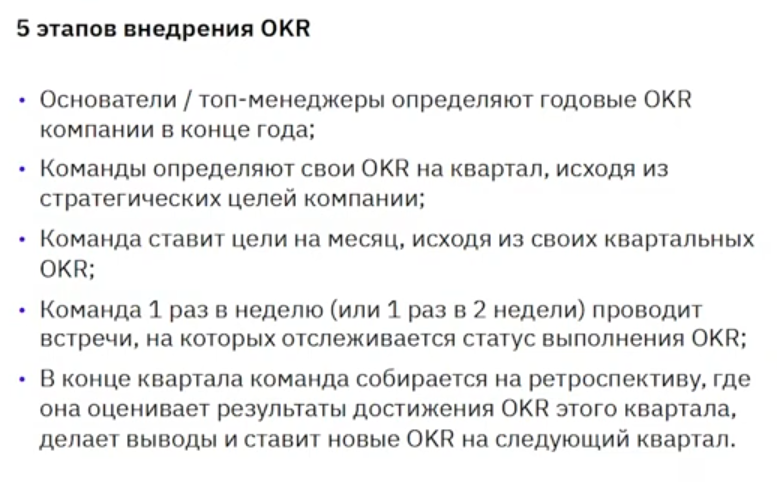 5 этапов внедрения OKR
• Основатели / топ-менеджеры определяют годовые OKR
компании в конце года;
• Команды определяют свои OKR на квартал, исходя из
стратегических целей компании;
• Команда ставит цели на месяц, исходя из своих квартальных
OKR;
• Команда 1 раз в неделю (или 1 раз в 2 недели) проводит
встречи, на которых отслеживается статус выполнения OKR;
• В конце квартала команда собирается на ретроспективу, где
она оценивает результаты достижения OKR этого квартала,
делает выводы и ставит новые OKR на следующий квартал.